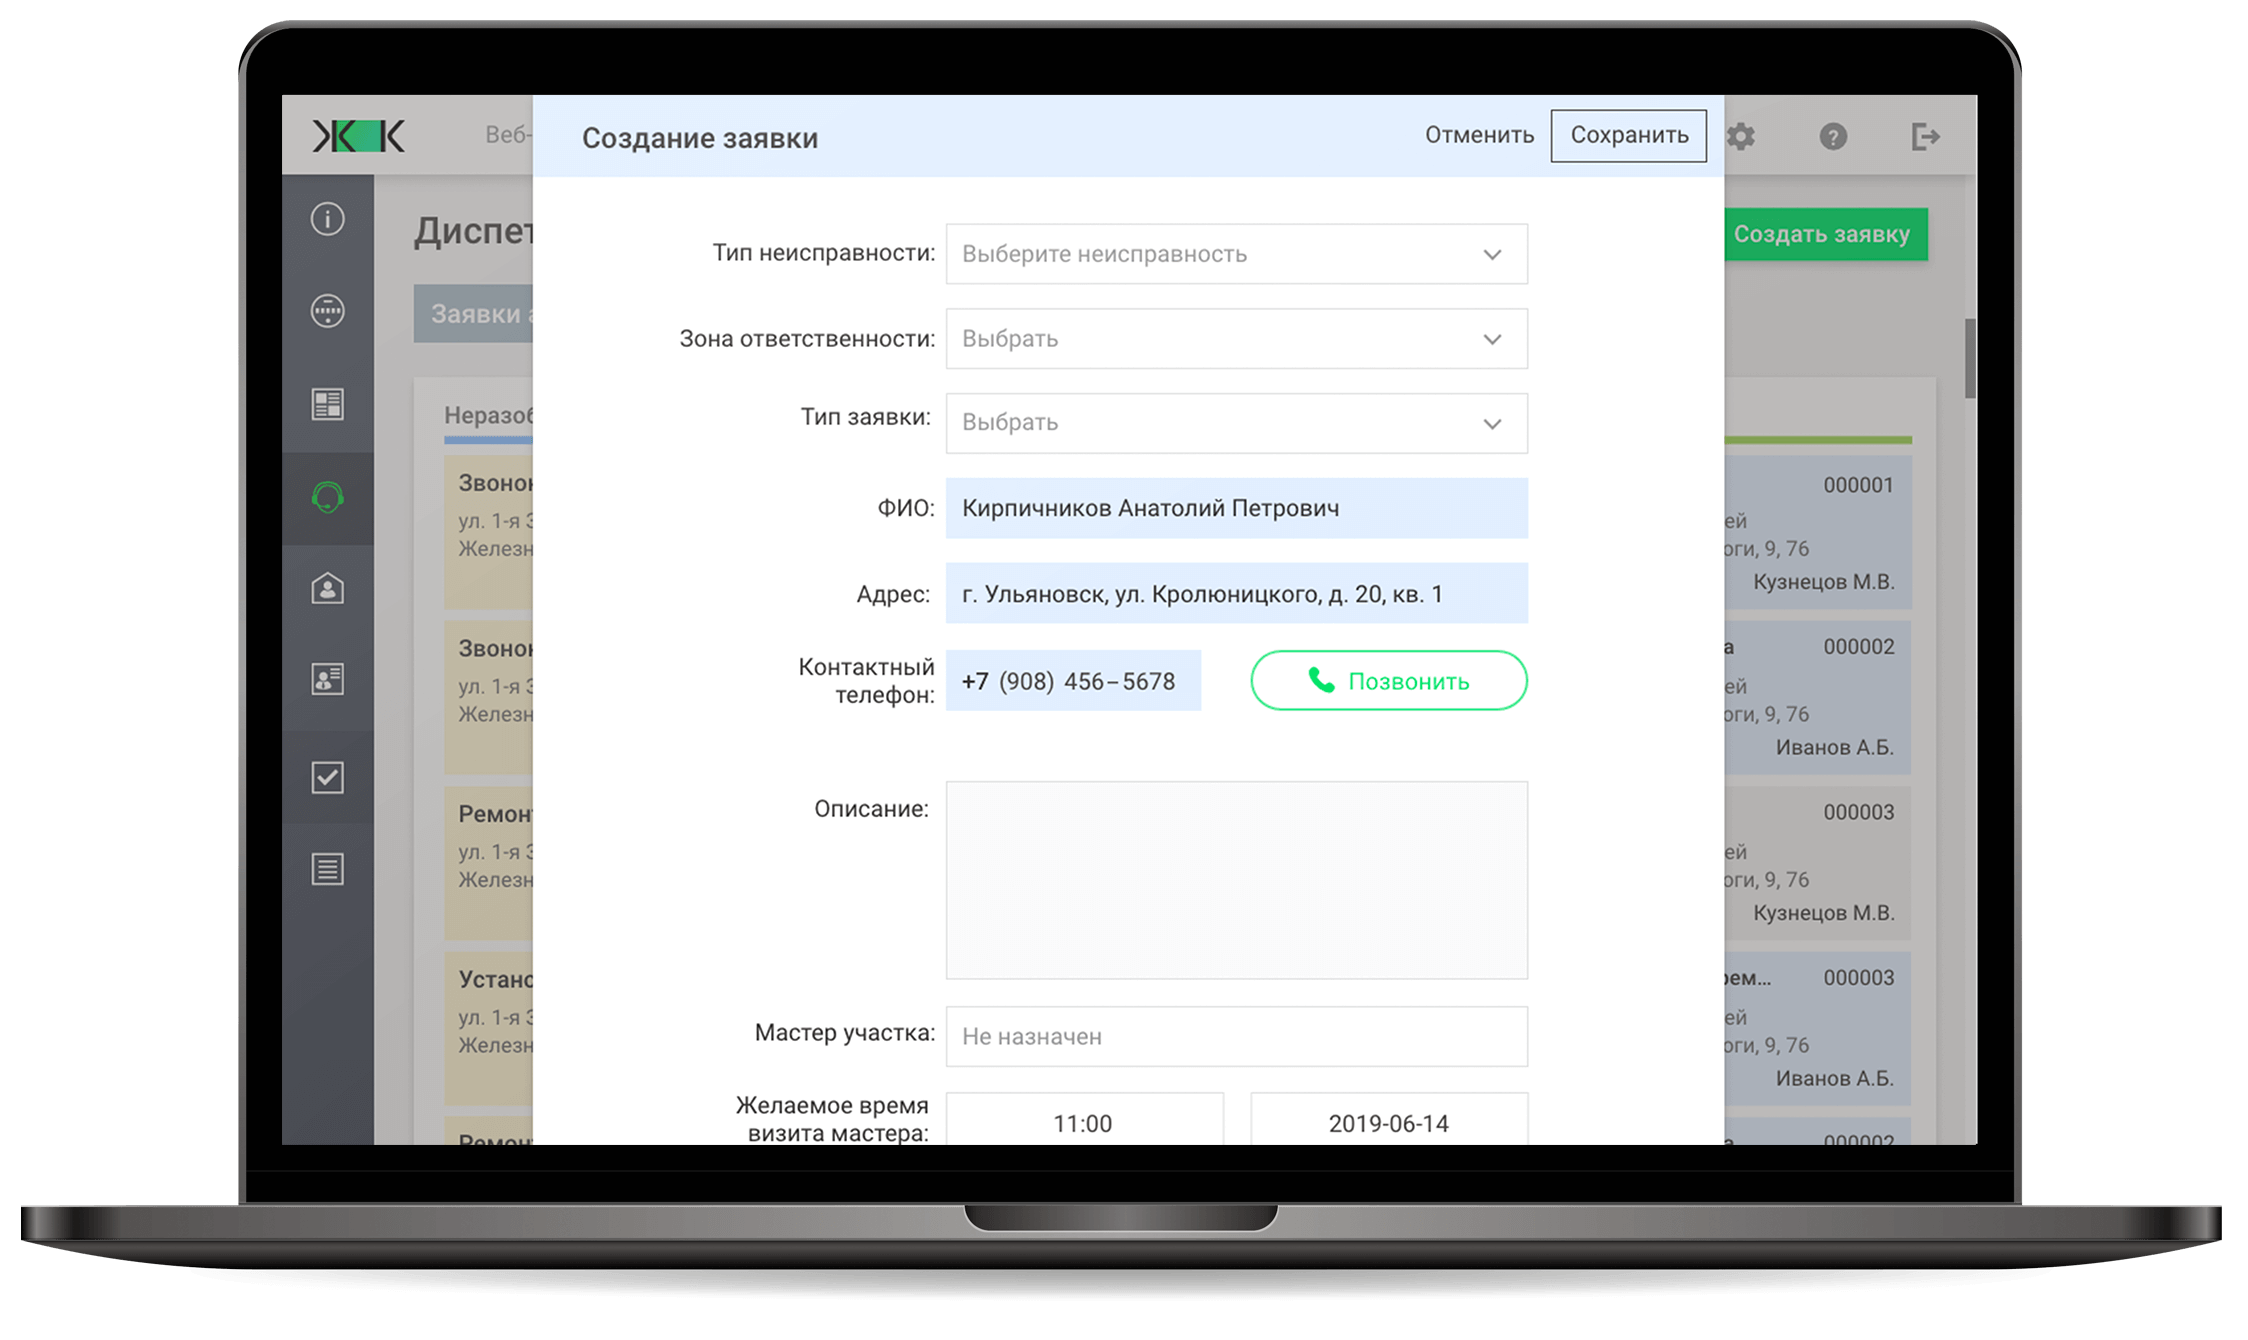 ЖК
Веб-
Создание заявки
Отменить
Сохранить
Диспет
Создать заявку
Заявки
Тип неисправности:
Выберите неисправность
Зона ответственности:
Выбрать
Тип заявки:
Выбрать
Неразоб
ФИО:
Кирпичников Анатолий Петрович
Адрес:
г. Ульяновск, ул. Кролюницкого, д. 20, кв. 1
Контактный
телефон:
+7 (908) 456–5678
Позвонить
Описание:
Мастер участка:
Не назначен
Желаемое время
визита мастера:
11:00
2019-06-14
Звонок
ул. 1-я З
Железн
Звонок
ул. 1-я З
Железн
Ремонт
ул. 1-я З
Железн
Устано
ул. 1-я З
Железн
Ремон
000001
ей
оги, 9, 76
Кузнецов М.В.
а
000002
ей
оги, 9, 76
Иванов А.Б.
000003
ей
оги, 9, 76
Кузнецов М.В.
рем...
000003
ей
оги, 9, 76
Иванов А.Б.
а
000002